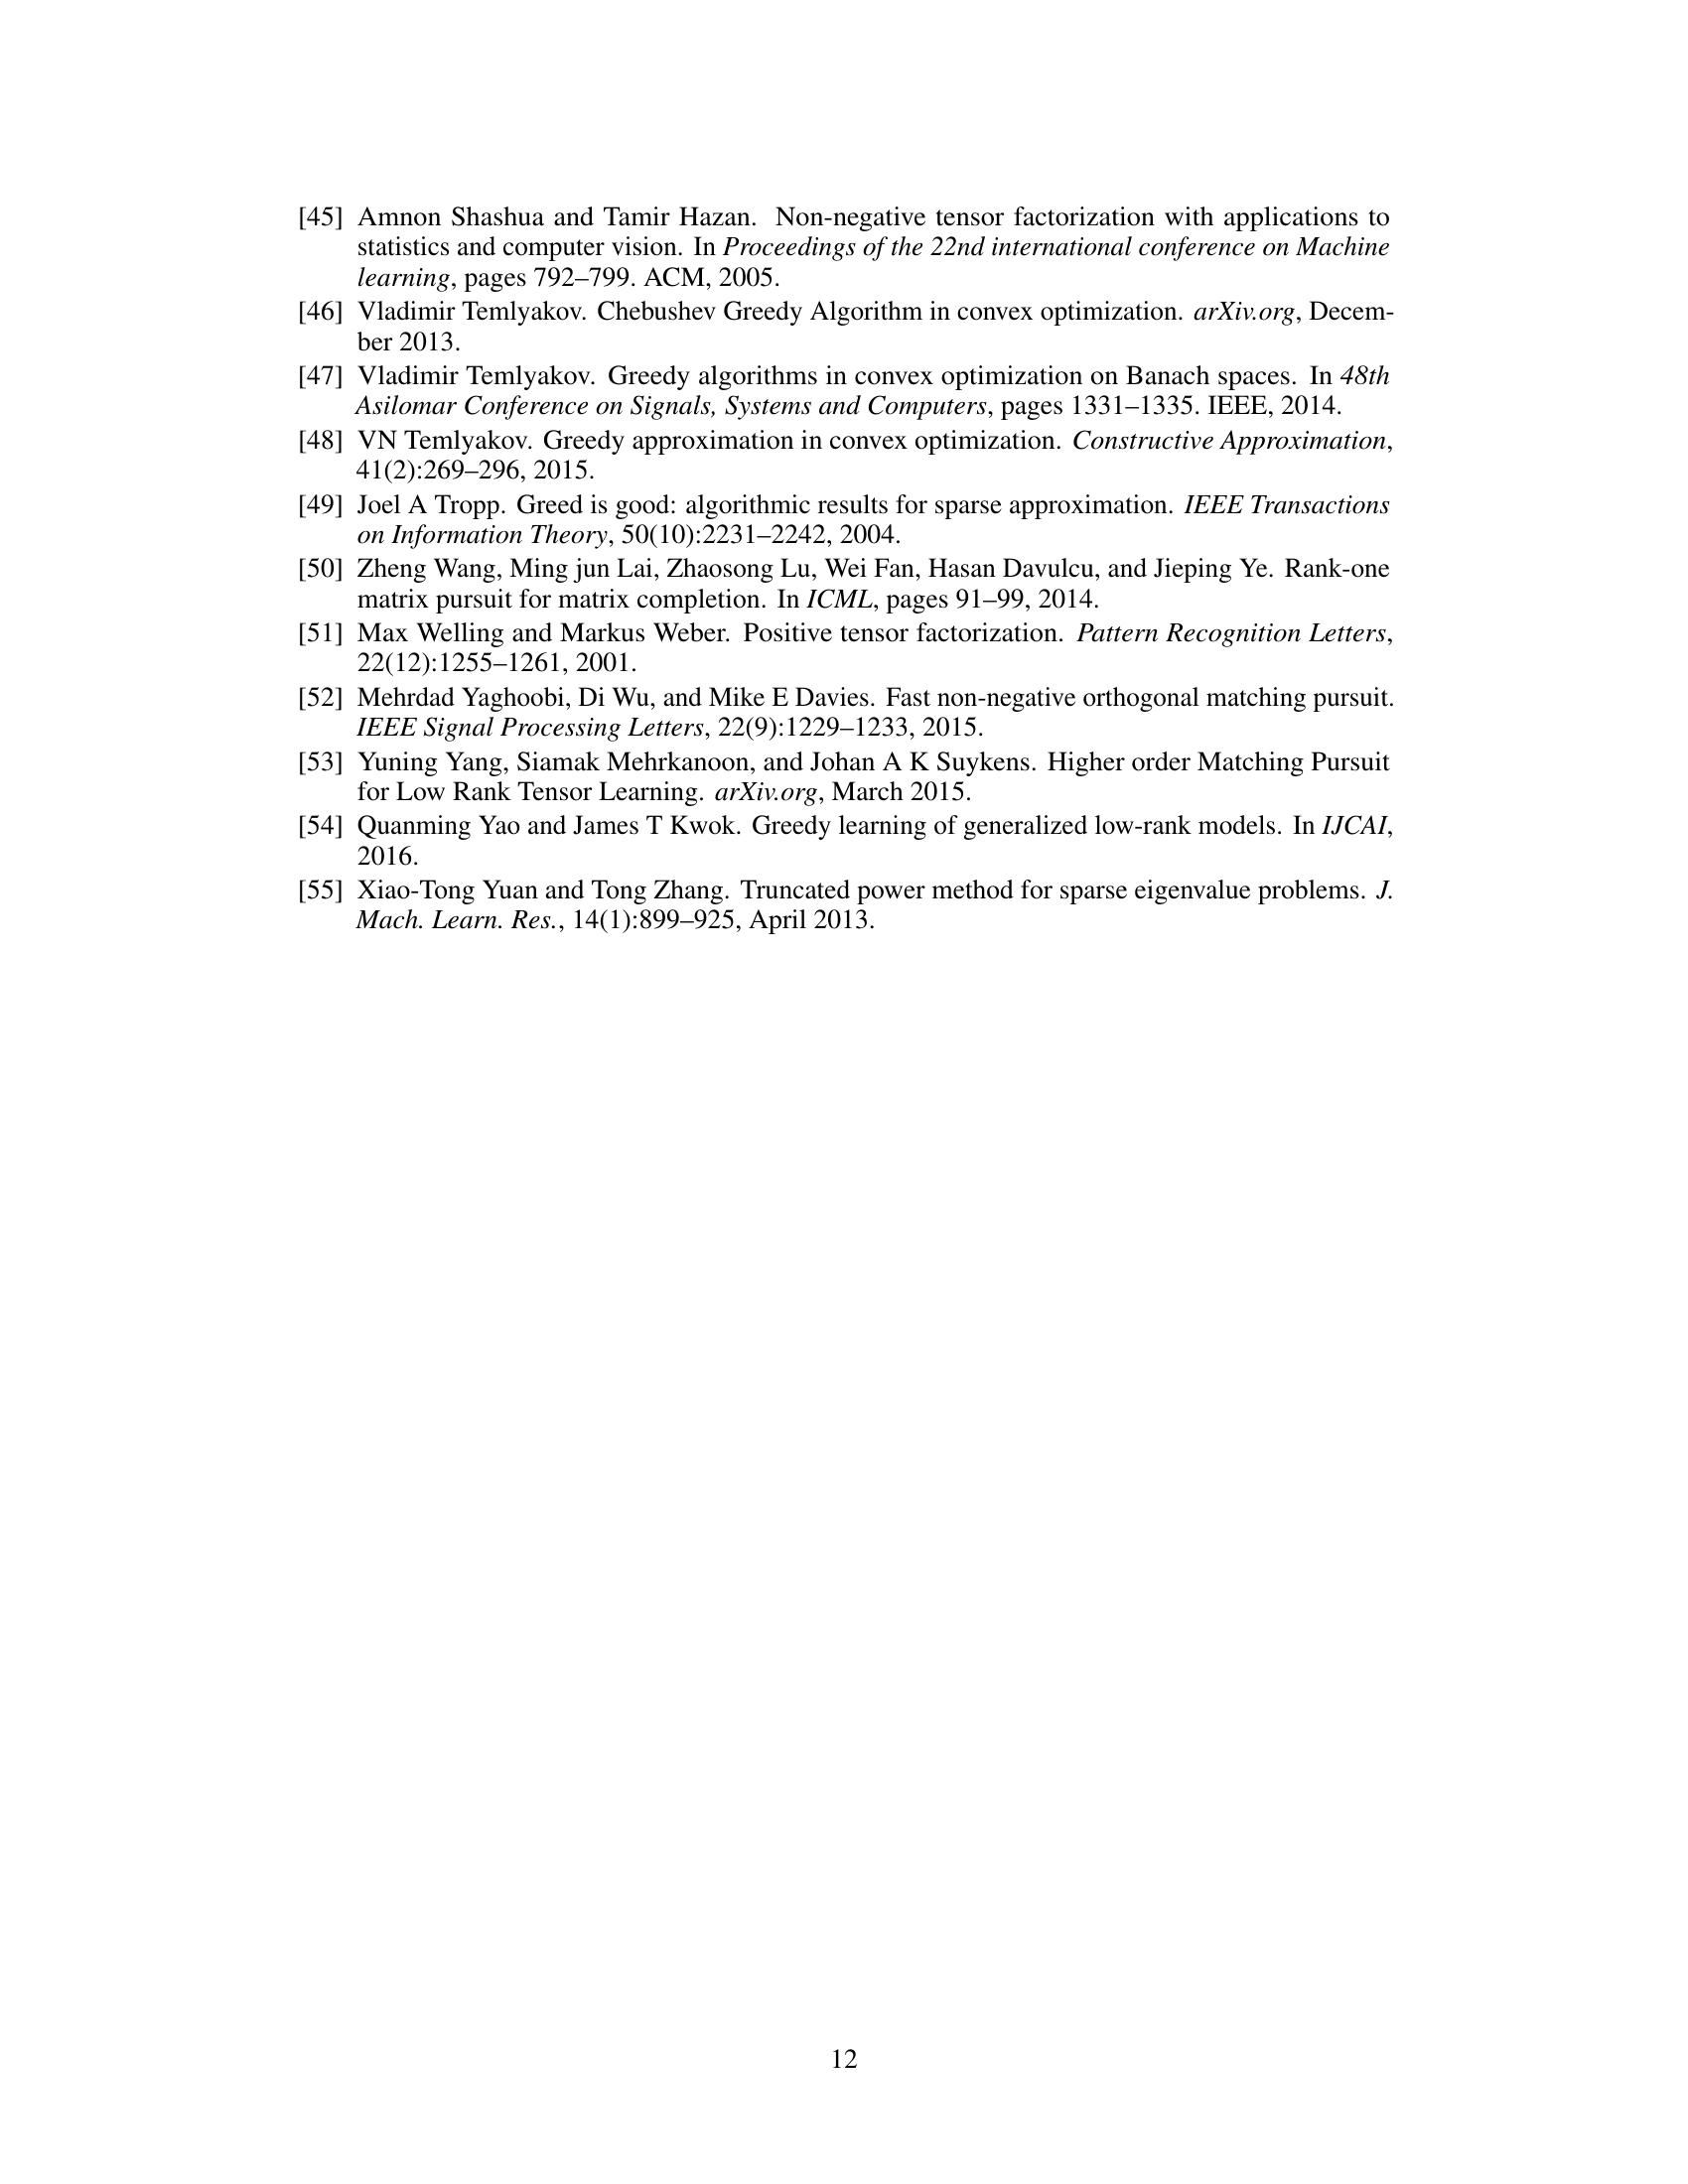 [45] Amnon Shashua and Tamir Hazan. Non-negative tensor factorization with applications to
statistics and computer vision. In Proceedings of the 22nd international conference on Machine
learning, pages 792–799. ACM, 2005.
[46] Vladimir Temlyakov. Chebushev Greedy Algorithm in convex optimization. arXiv.org, Decem-
ber 2013.
[47] Vladimir Temlyakov. Greedy algorithms in convex optimization on Banach spaces. In 48th
Asilomar Conference on Signals, Systems and Computers, pages 1331–1335. IEEE, 2014.
[48] VN Temlyakov. Greedy approximation in convex optimization. Constructive Approximation,
41(2):269–296, 2015.
[49] Joel A Tropp. Greed is good: algorithmic results for sparse approximation. IEEE Transactions
on Information Theory, 50(10):2231–2242, 2004.
[50] Zheng Wang, Ming jun Lai, Zhaosong Lu, Wei Fan, Hasan Davulcu, and Jieping Ye. Rank-one
matrix pursuit for matrix completion. In ICML, pages 91–99, 2014.
[51] Max Welling and Markus Weber. Positive tensor factorization. Pattern Recognition Letters,
22(12):1255–1261, 2001.
[52] Mehrdad Yaghoobi, Di Wu, and Mike E Davies. Fast non-negative orthogonal matching pursuit.
IEEE Signal Processing Letters, 22(9):1229–1233, 2015.
[53] Yuning Yang, Siamak Mehrkanoon, and Johan A K Suykens. Higher order Matching Pursuit
for Low Rank Tensor Learning. arXiv.org, March 2015.
[54] Quanming Yao and James T Kwok. Greedy learning of generalized low-rank models. In IJCAI,
2016.
[55] Xiao-Tong Yuan and Tong Zhang. Truncated power method for sparse eigenvalue problems. J.
Mach. Learn. Res., 14(1):899–925, April 2013.
12